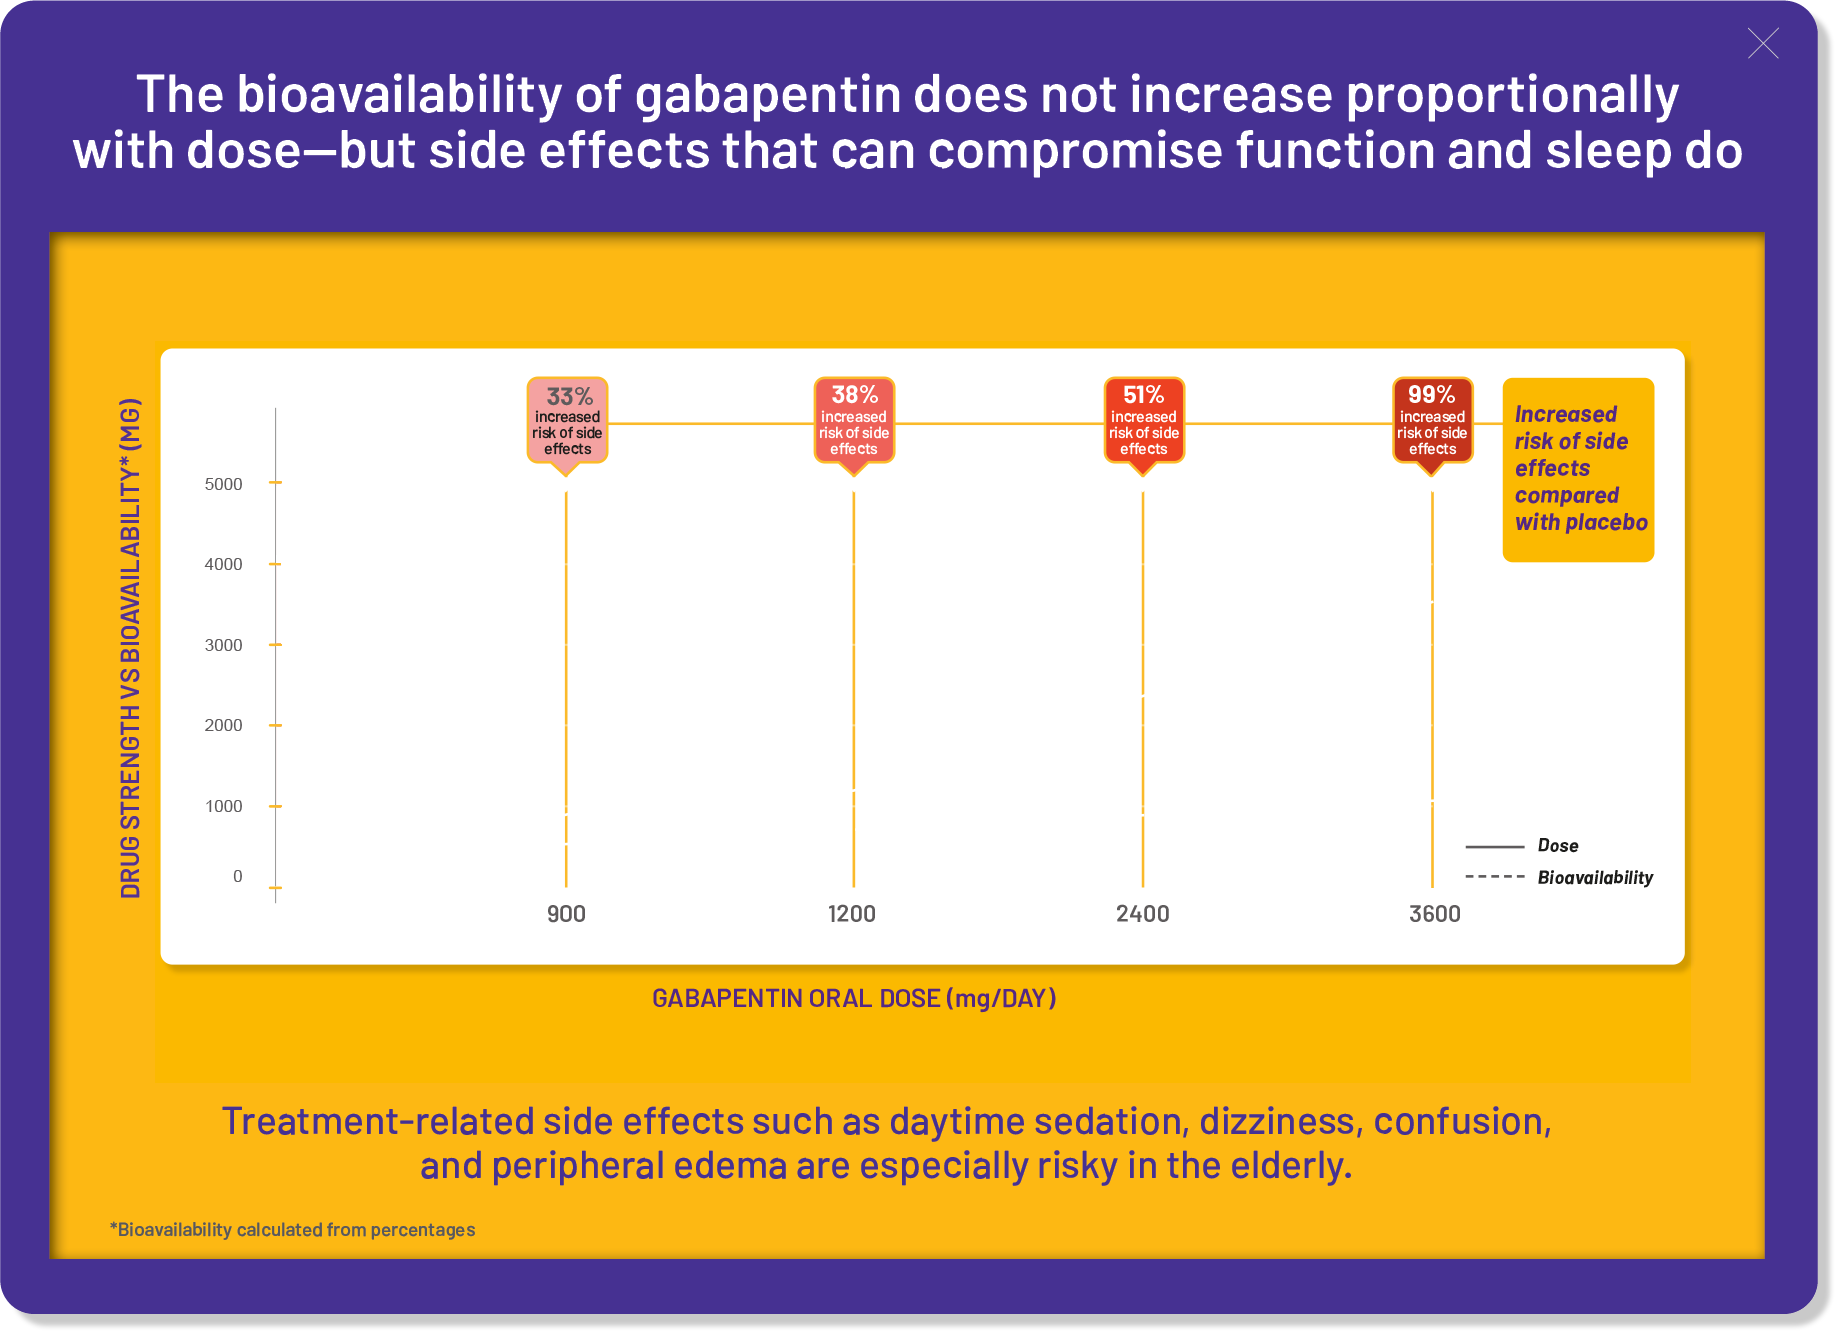 The bioavailability of gabapentin does not increase proportionally
with dose—but side effects that can compromise function and sleep do
DRUG STRENGTH VS BIOAVAILABILITY* (MG)
33%
increased
risk of side
effects
38%
increased
risk of side
effects
51%
increased
risk of side
effects
99%
increased
risk of side
effects
Increased
risk of side
effects
compared
with placebo
5000
4000
3000
2000
1000
0
Dose
Bioavailability
900
1200
2400
3600
GABAPENTIN ORAL DOSE (mg/DAY)
Treatment-related side effects such as daytime sedation, dizziness, confusion,
and peripheral edema are especially risky in the elderly.
*Bioavailability calculated from percentages